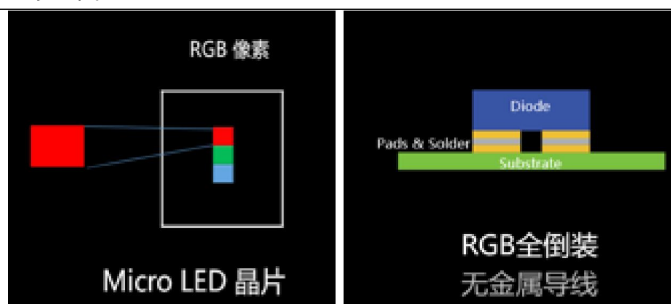 RGB 像素
Micro LED 晶片
Diode
Pads & Solder
Substrate
RGB全倒装
无金属导线